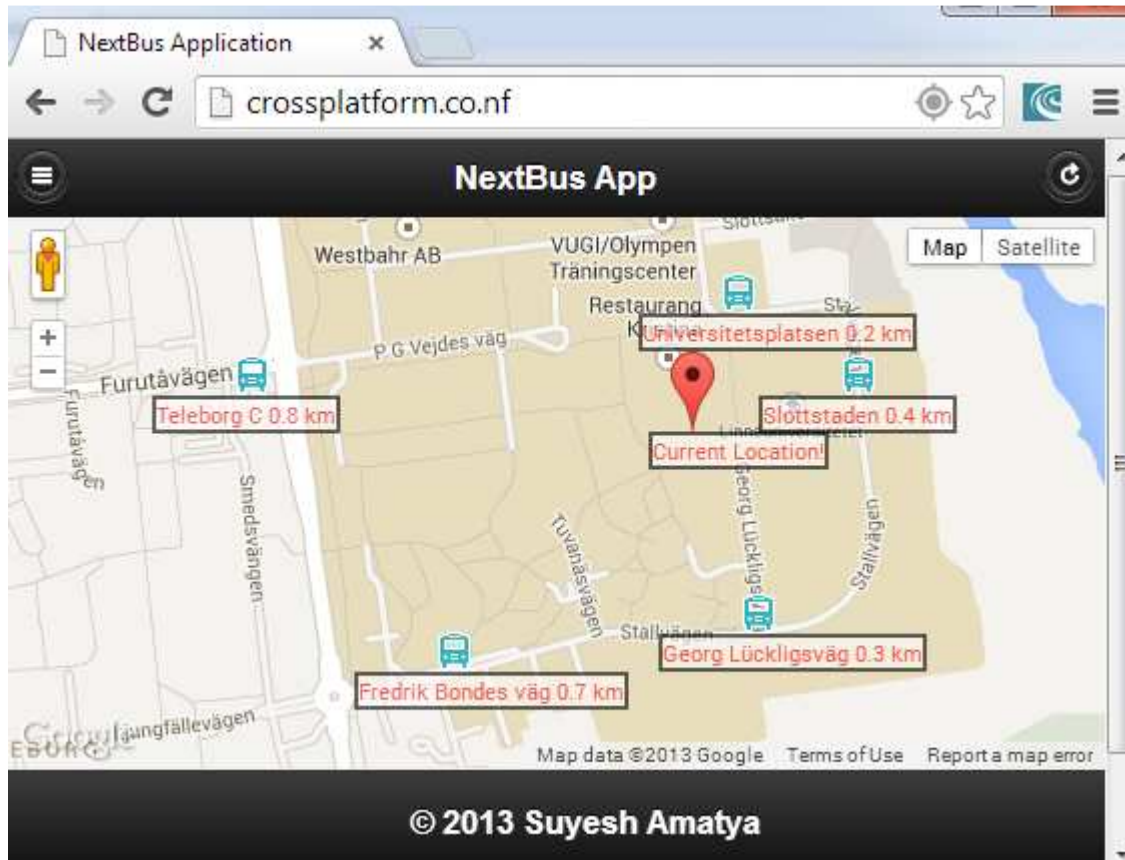 NextBus Application
crossplatform.co.nf
NextBus App
Westbahr AB
VUGI/Olympen
Träningscenter
Map
Satellite
Restaurang
Universitetsplatsen 0.2 km
P G Vejdes väg
Furutåvägen
Teleborg C 0.8 km
Slottstaden 0.4 km
Current Location!
Furutåvägen
Smedsvängen
Georg Lückligs
Tuvanäsvägen
Stallvägen
Stallvägen
Georg Lückligsväg 0.3 km
Fredrik Bondes väg 0.7 km
Google
Map data ©2013 Google
Terms of Use
Report a map error
© 2013 Suyesh Amatya